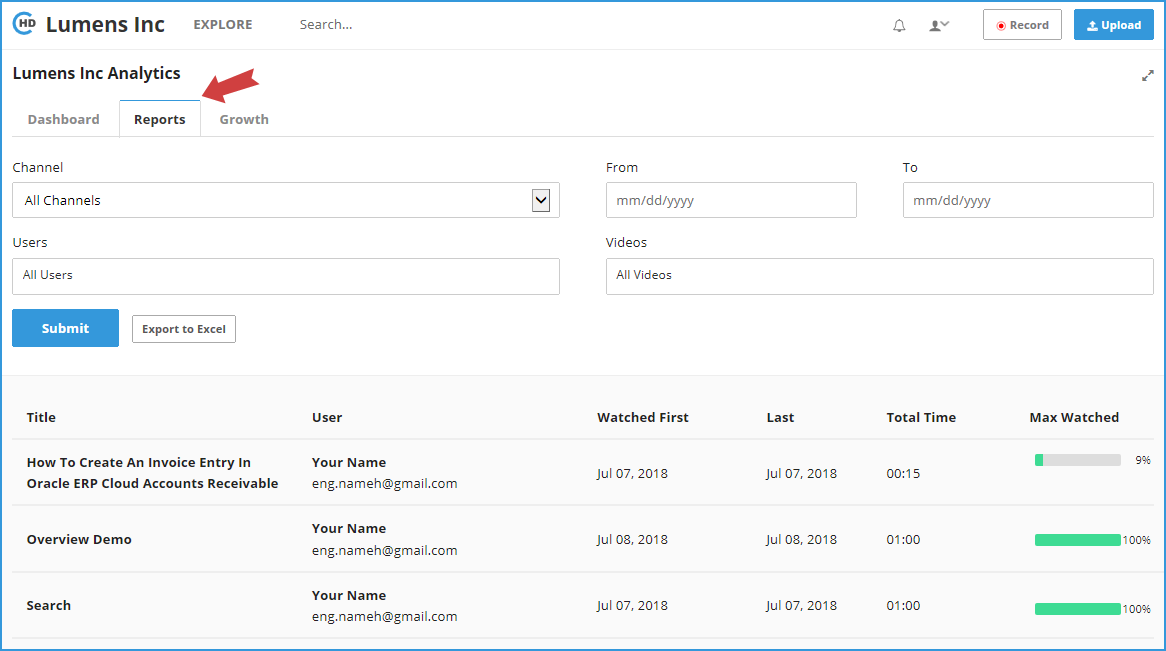 HD Lumens Inc EXPLORE Search... Record Upload
Lumens Inc Analytics
Dashboard Reports Growth
Channel From To
All Channels mm/dd/yyyy mm/dd/yyyy
Users Videos
All Users All Videos
Submit Export to Excel
Title User Watched First Last Total Time Max Watched
How To Create An Invoice Entry In Your Name 9%
Oracle ERP Cloud Accounts Receivable eng.nameh@gmail.com Jul 07, 2018 Jul 07, 2018 00:15
Your Name
Overview Demo Jul 08, 2018 Jul 08, 2018 01:00 100%
eng.nameh@gmail.com
Your Name
Search Jul 07, 2018 Jul 07, 2018 01:00 100%
eng.nameh@gmail.com